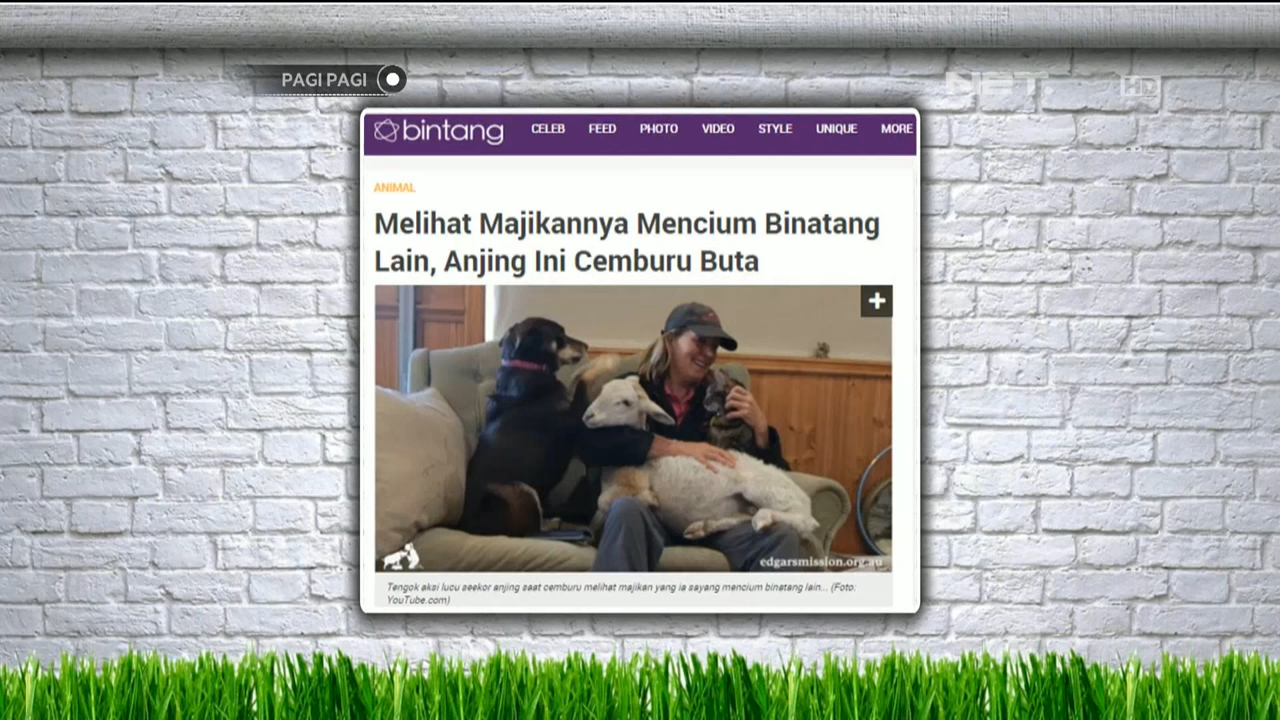 PAGI PAGI
NET
HD
bintang
CELEB FEED PHOTO VIDEO STYLE UNIQUE MORE
ANIMAL
Melihat Majikannya Mencium Binatang
Lain, Anjing Ini Cemburu Buta
edgarsmission.org.au
Tengok aksi lucu seekor anjing saat cemburu melihat majikan yang ia sayang mencium binatang lain... (Foto:
YouTube.com)